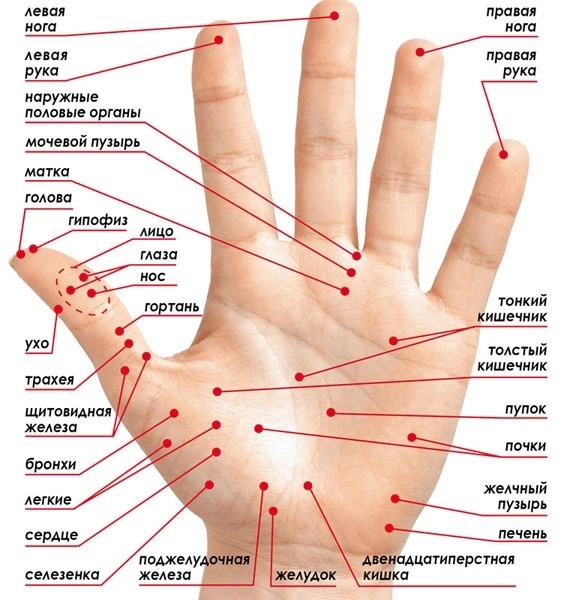 левая
нога
левая
рука
наружные
половые органы
мочевой пузырь
матка
голова
гипофиз
лицо
глаза
нос
гортань
ухо
трахея
щитовидная
железа
бронхи
легкие
сердце
селезенка
поджелудочная
железа
желудок
двенадцатиперстная
кишка
правая
нога
правая
рука
тонкий
кишечник
толстый
кишечник
пупок
почки
желчный
пузырь
печень